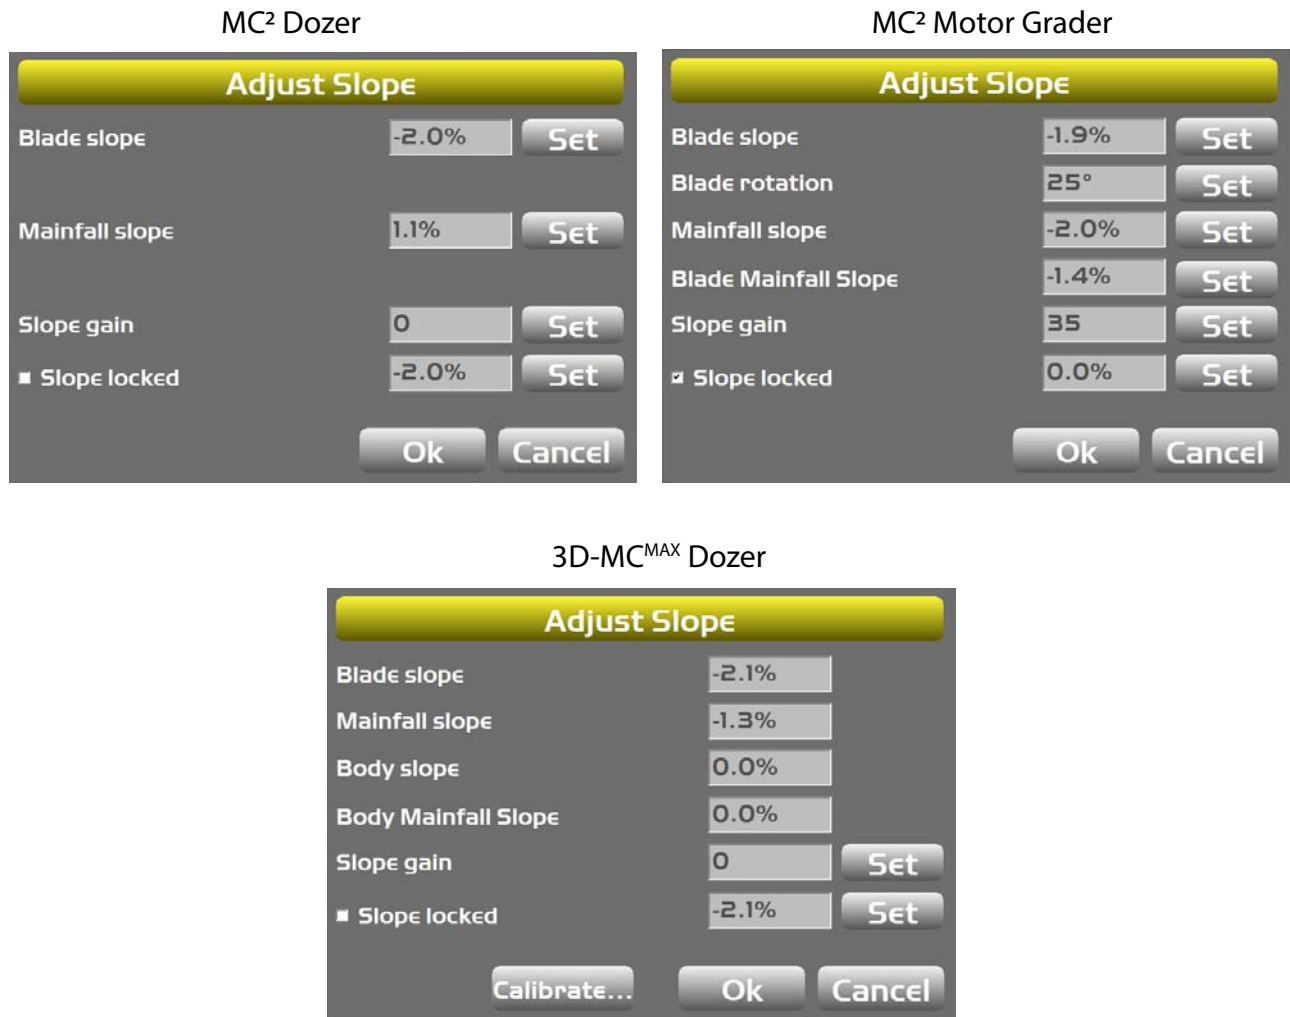 MC² Dozer
Adjust Slope
Blade slope -2.0% Set
Mainfall slope 1.1% Set
Slope gain 0 Set
Slope locked -2.0% Set
Ok Cancel
MC² Motor Grader
Adjust Slope
Blade slope -1.9% Set
Blade rotation 25° Set
Mainfall slope -2.0% Set
Blade Mainfall Slope -1.4% Set
Slope gain 35 Set
Slope locked 0.0% Set
Ok Cancel
3D-MCMAX Dozer
Adjust Slope
Blade slope -2.1%
Mainfall slope -1.3%
Body slope 0.0%
Body Mainfall Slope 0.0%
Slope gain 0 Set
Slope locked -2.1% Set
Calibrate... Ok Cancel